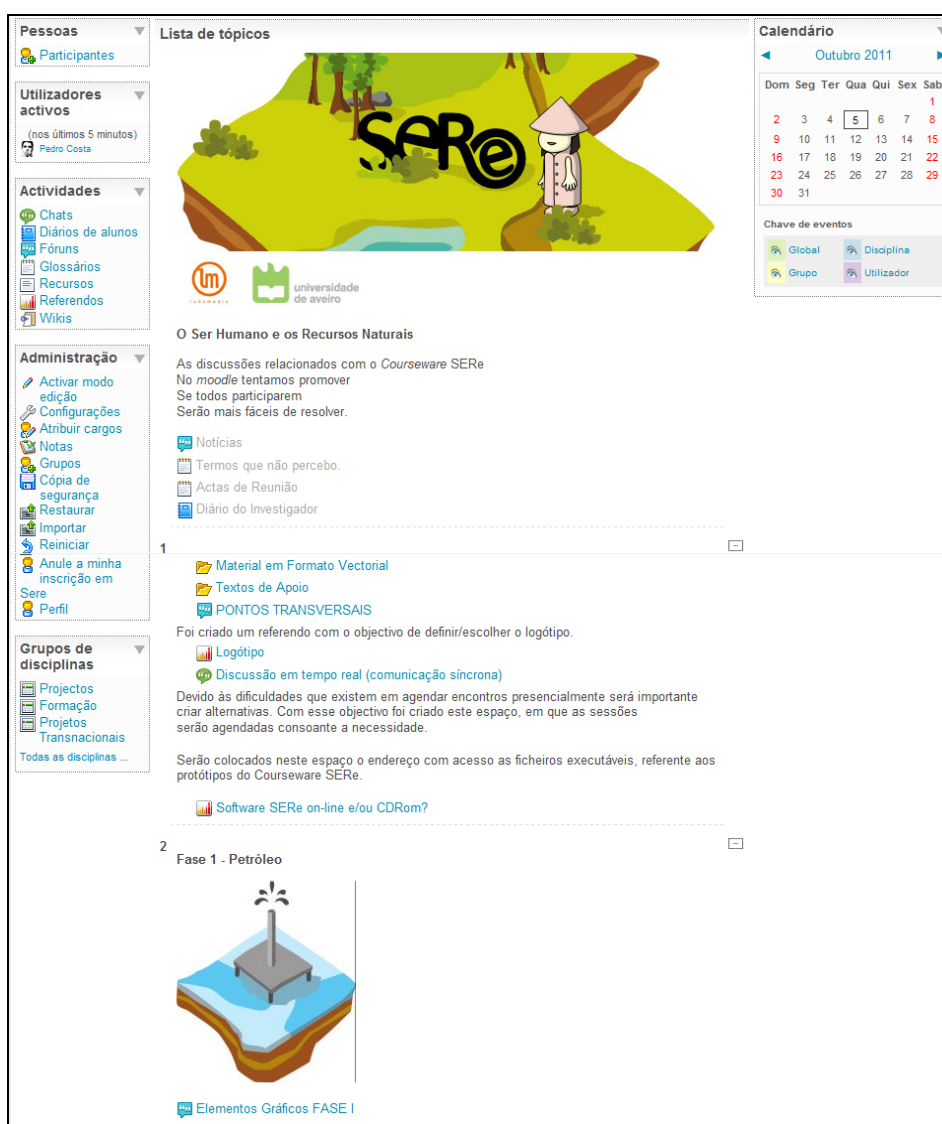 Pessoas
Participantes
Utilizadores
activos
(nos últimos 5 minutos)
Pedro Costa
Actividades
Chats
Diários de alunos
Fóruns
Glossários
Recursos
Referendos
Wikis
Administração
Activar modo
edição
Configurações
Atribuir cargos
Notas
Grupos
Cópia de
segurança
Restaurar
Importar
Reiniciar
Anule a minha
inscrição em
Sere
Perfil
Grupos de
disciplinas
Projectos
Formação
Projetos
Transnacionais
Todas as disciplinas ...
Lista de tópicos
SeRe
lm
ludomedia
universidade
de aveiro
O Ser Humano e os Recursos Naturais
As discussões relacionados com o Courseware SERe
No moodle tentamos promover
Se todos participarem
Serão mais fáceis de resolver.
Notícias
Termos que não percebo.
Actas de Reunião
Diário do Investigador
1
Material em Formato Vectorial
Textos de Apoio
PONTOS TRANSVERSAIS
Foi criado um referendo com o objectivo de definir/escolher o logótipo.
Logótipo
Discussão em tempo real (comunicação síncrona)
Devido às dificuldades que existem em agendar encontros presencialmente será importante
criar alternativas. Com esse objectivo foi criado este espaço, em que as sessões
serão agendadas consoante a necessidade.
Serão colocados neste espaço o endereço com acesso as ficheiros executáveis, referente aos
protótipos do Courseware SERe.
Software SERe on-line e/ou CDRom?
2
Fase 1 - Petróleo
Elementos Gráficos FASE I
Calendário
Outubro 2011
Dom Seg Ter Qua Qui Sex Sab
1
2 3 4 5 6 7 8
9 10 11 12 13 14 15
16 17 18 19 20 21 22
23 24 25 26 27 28 29
30 31
Chave de eventos
Global Disciplina
Grupo Utilizador